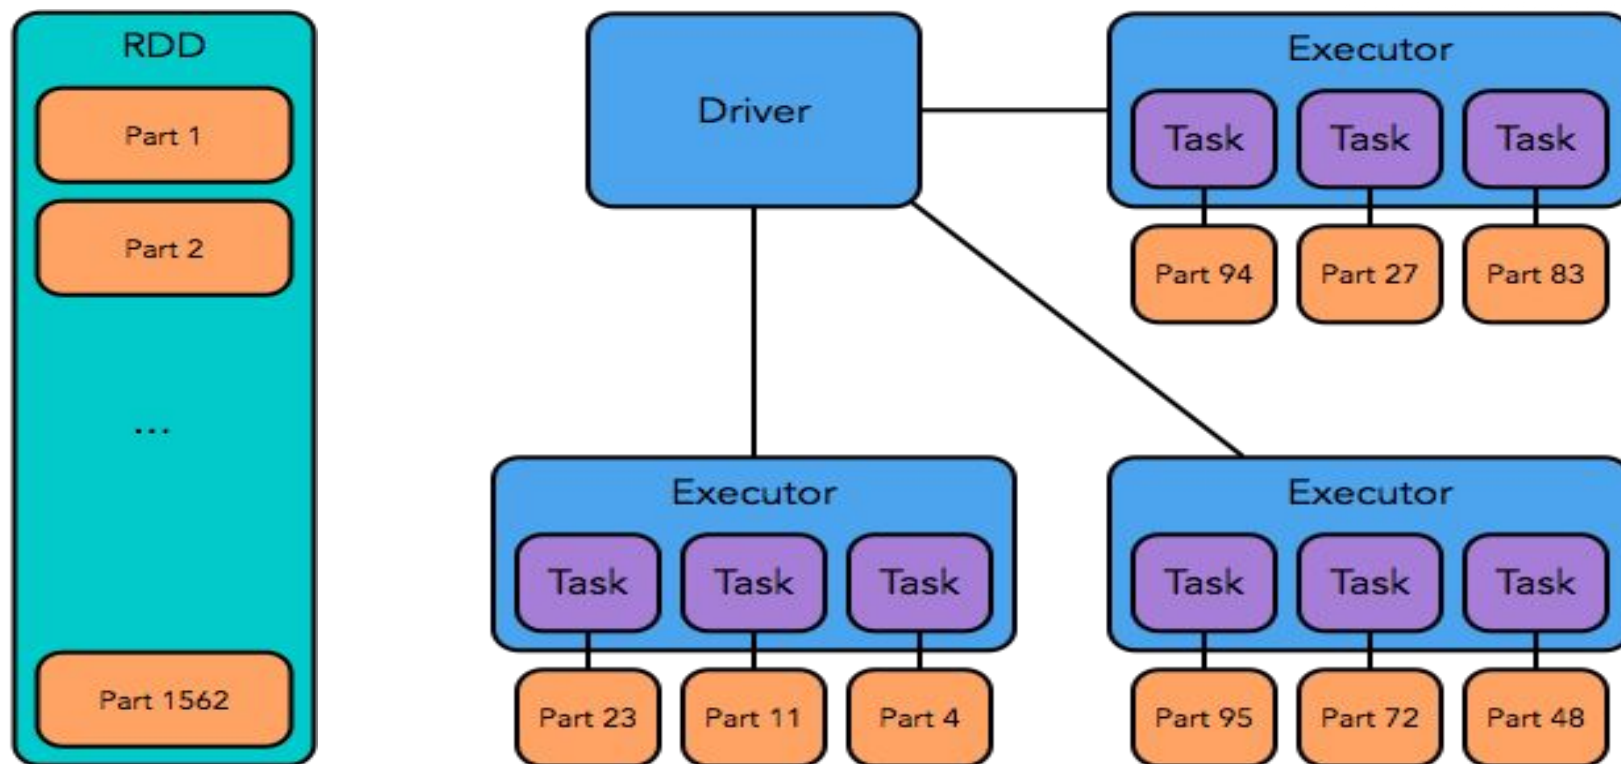 RDD
Part 1
Part 2
...
Part 1562
Driver
Executor
Task Task Task
Part 94 Part 27 Part 83
Executor
Task Task Task
Part 23 Part 11 Part 4
Executor
Task Task Task
Part 95 Part 72 Part 48